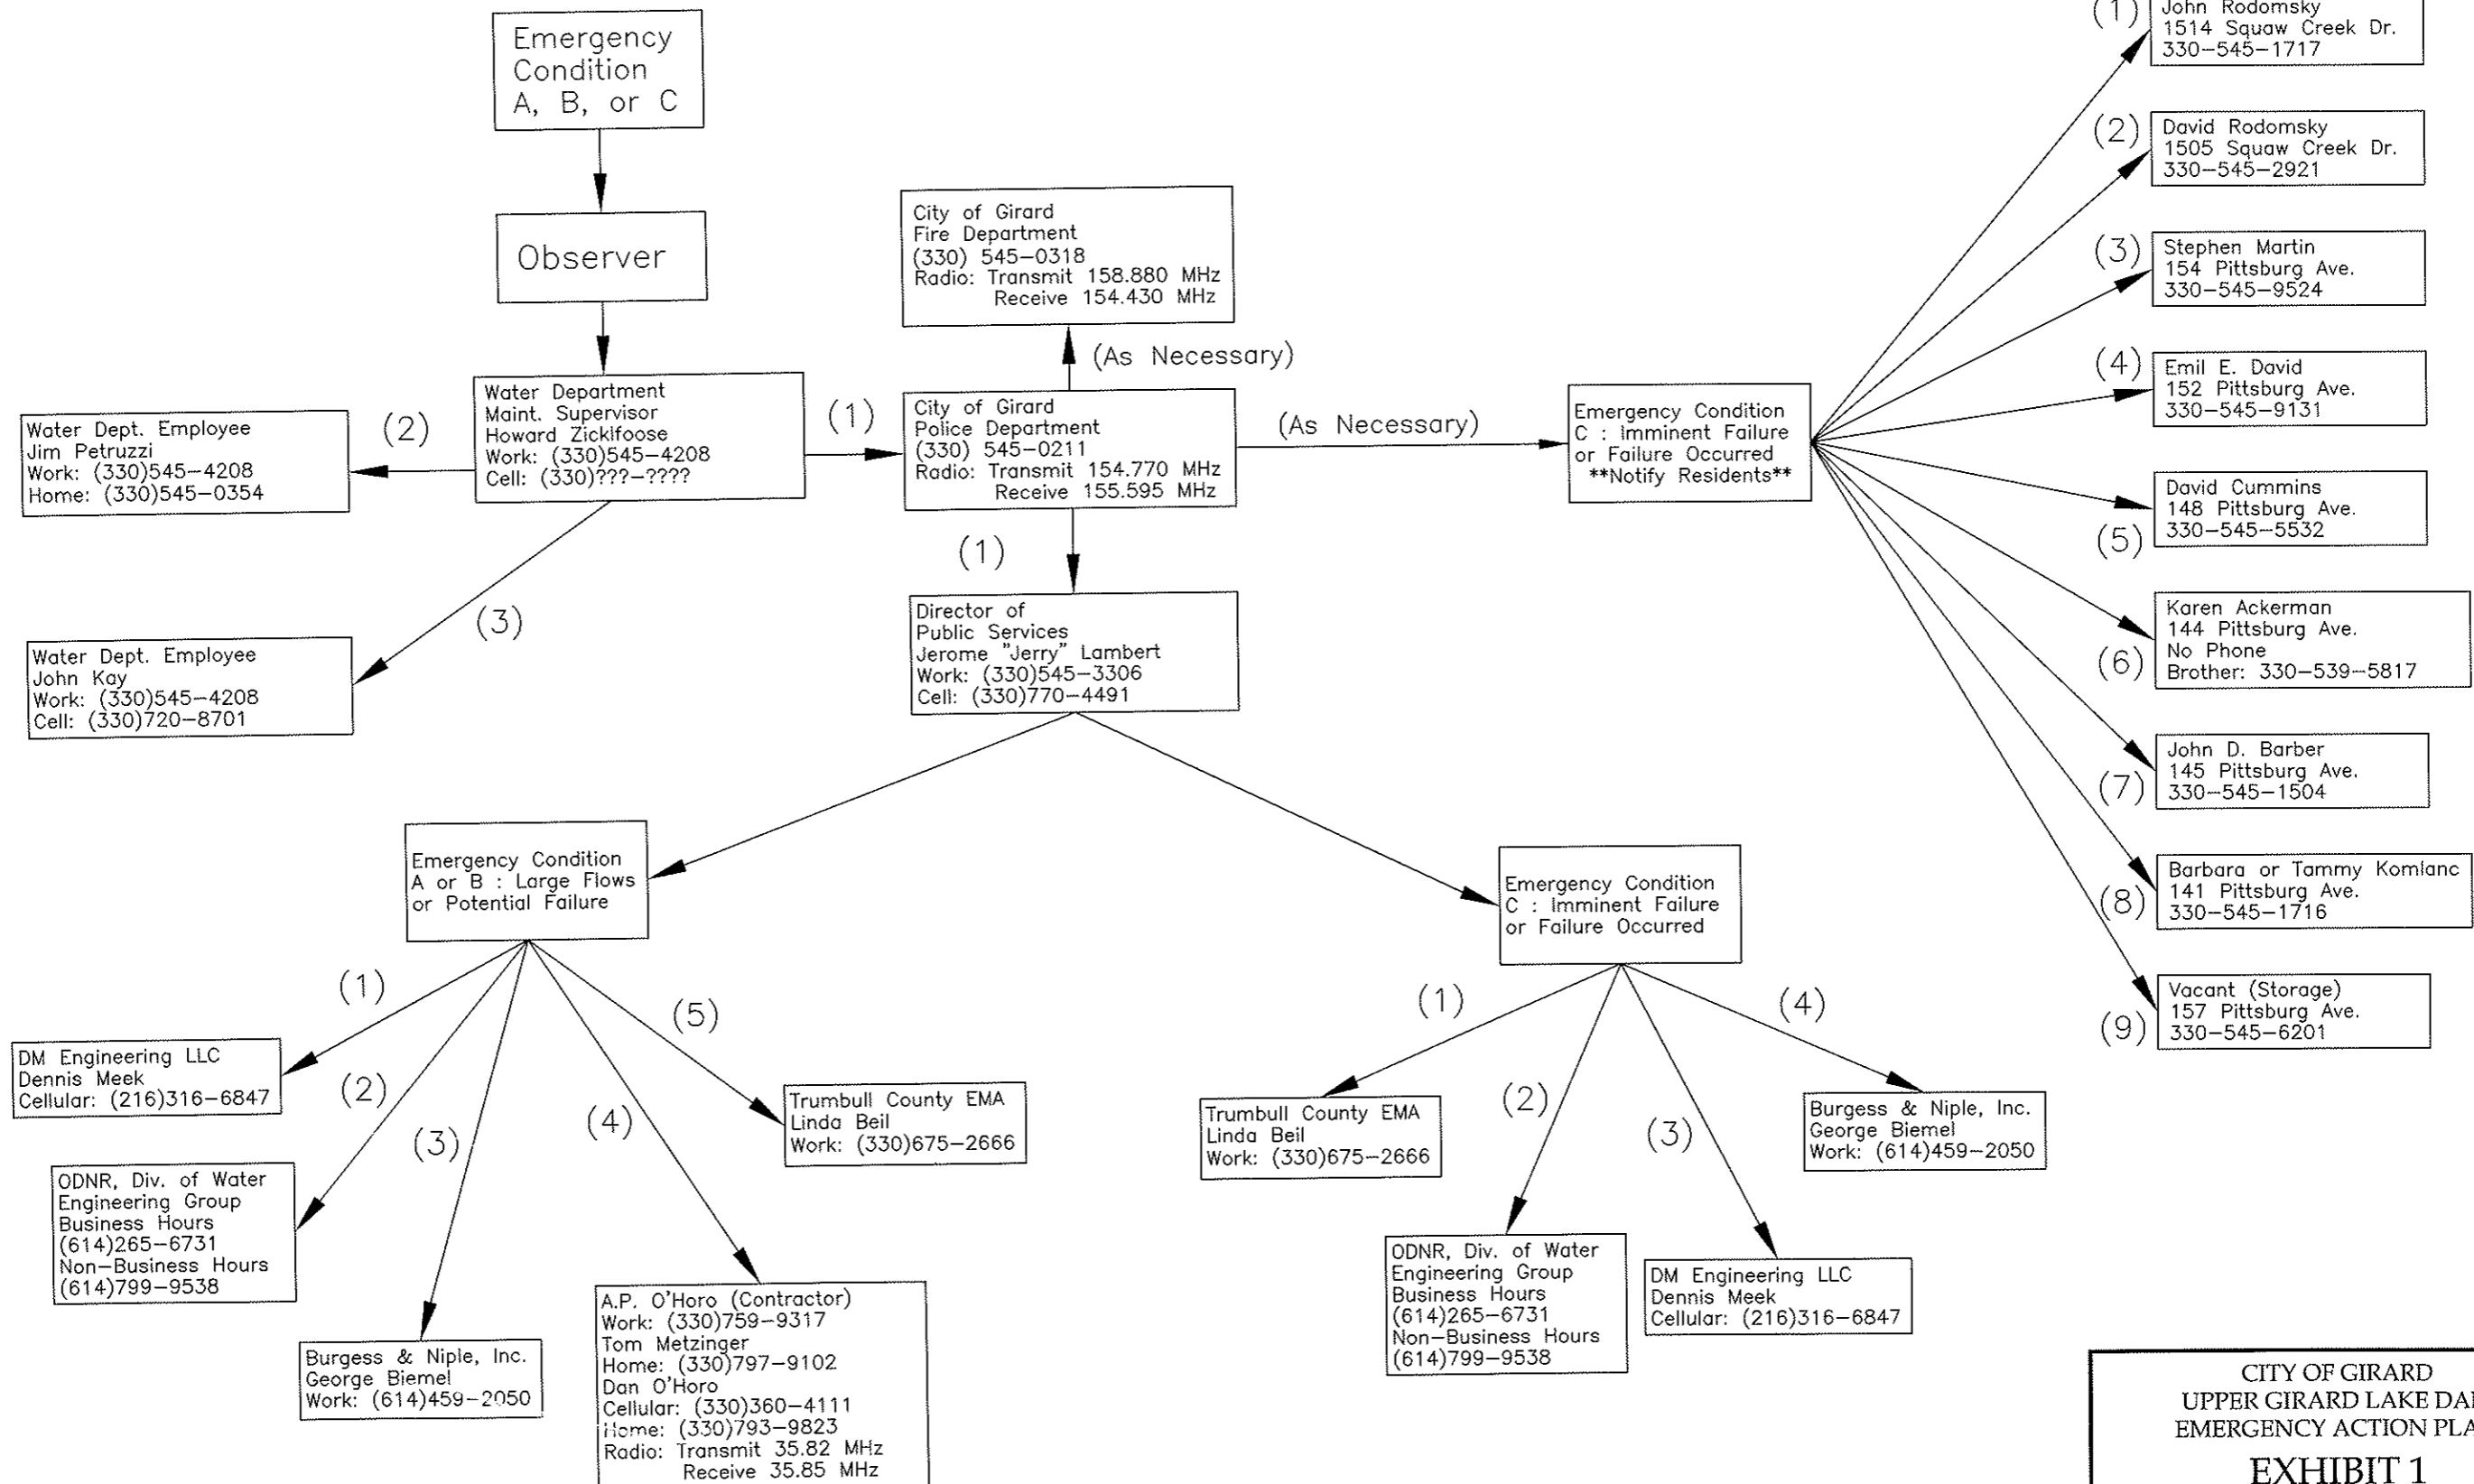 Emergency
Condition
A, B, or C
Observer
Water Department
Maint. Supervisor
Howard Zicklfoose
Work: (330)545-4208
Cell: (330)???-????
(2)
Water Dept. Employee
Jim Petruzzi
Work: (330)545-4208
Home: (330)545-0354
(3)
Water Dept. Employee
John Kay
Work: (330)545-4208
Cell: (330)720-8701
(1)
City of Girard
Police Department
(330) 545-0211
Radio: Transmit 154.770 MHz
Receive 155.595 MHz
(As Necessary)
City of Girard
Fire Department
(330) 545-0318
Radio: Transmit 158.880 MHz
Receive 154.430 MHz
(As Necessary)
Emergency Condition
C : Imminent Failure
or Failure Occurred
**Notify Residents**
(1)
John Rodomsky
1514 Squaw Creek Dr.
330-545-1717
(2)
David Rodomsky
1505 Squaw Creek Dr.
330-545-2921
(3)
Stephen Martin
154 Pittsburg Ave.
330-545-9524
(4)
Emil E. David
152 Pittsburg Ave.
330-545-9131
(5)
David Cummins
148 Pittsburg Ave.
330-545-5532
(6)
Karen Ackerman
144 Pittsburg Ave.
No Phone
Brother: 330-539-5817
(7)
John D. Barber
145 Pittsburg Ave.
330-545-1504
(8)
Barbara or Tammy Komlanc
141 Pittsburg Ave.
330-545-1716
(9)
Vacant (Storage)
157 Pittsburg Ave.
330-545-6201
(1)
Director of
Public Services
Jerome "Jerry" Lambert
Work: (330)545-3306
Cell: (330)770-4491
Emergency Condition
A or B : Large Flows
or Potential Failure
(1)
DM Engineering LLC
Dennis Meek
Cellular: (216)316-6847
(2)
ODNR, Div. of Water
Engineering Group
Business Hours
(614)265-6731
Non-Business Hours
(614)799-9538
(3)
Burgess & Niple, Inc.
George Biemel
Work: (614)459-2050
(4)
A.P. O'Horo (Contractor)
Work: (330)759-9317
Tom Metzinger
Home: (330)797-9102
Dan O'Horo
Cellular: (330)360-4111
Home: (330)793-9823
Radio: Transmit 35.82 MHz
Receive 35.85 MHz
(5)
Trumbull County EMA
Linda Beil
Work: (330)675-2666
Emergency Condition
C : Imminent Failure
or Failure Occurred
(1)
Trumbull County EMA
Linda Beil
Work: (330)675-2666
(2)
ODNR, Div. of Water
Engineering Group
Business Hours
(614)265-6731
Non-Business Hours
(614)799-9538
(3)
DM Engineering LLC
Dennis Meek
Cellular: (216)316-6847
(4)
Burgess & Niple, Inc.
George Biemel
Work: (614)459-2050
CITY OF GIRARD
UPPER GIRARD LAKE DA
EMERGENCY ACTION PLA
EXHIBIT 1